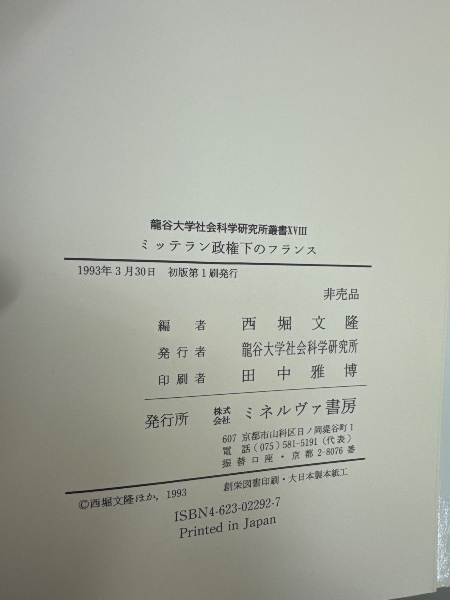 龍谷大学社会科学研究所叢書XVIII
ミッテラン政権下のフランス
1993年3月30日 初版第1刷発行
非売品
編者 西堀文隆
発行者 龍谷大学社会科学研究所
印刷者 田中雅博
発行所 株式会社 ミネルヴァ書房
607 京都市山科区日ノ岡堤谷町1
電話(075)581-5191(代表)
振替口座・京都2-8076番
©西堀文隆ほか, 1993 創栄図書印刷・大日本製本紙工
ISBN4-623-02292-7
Printed in Japan